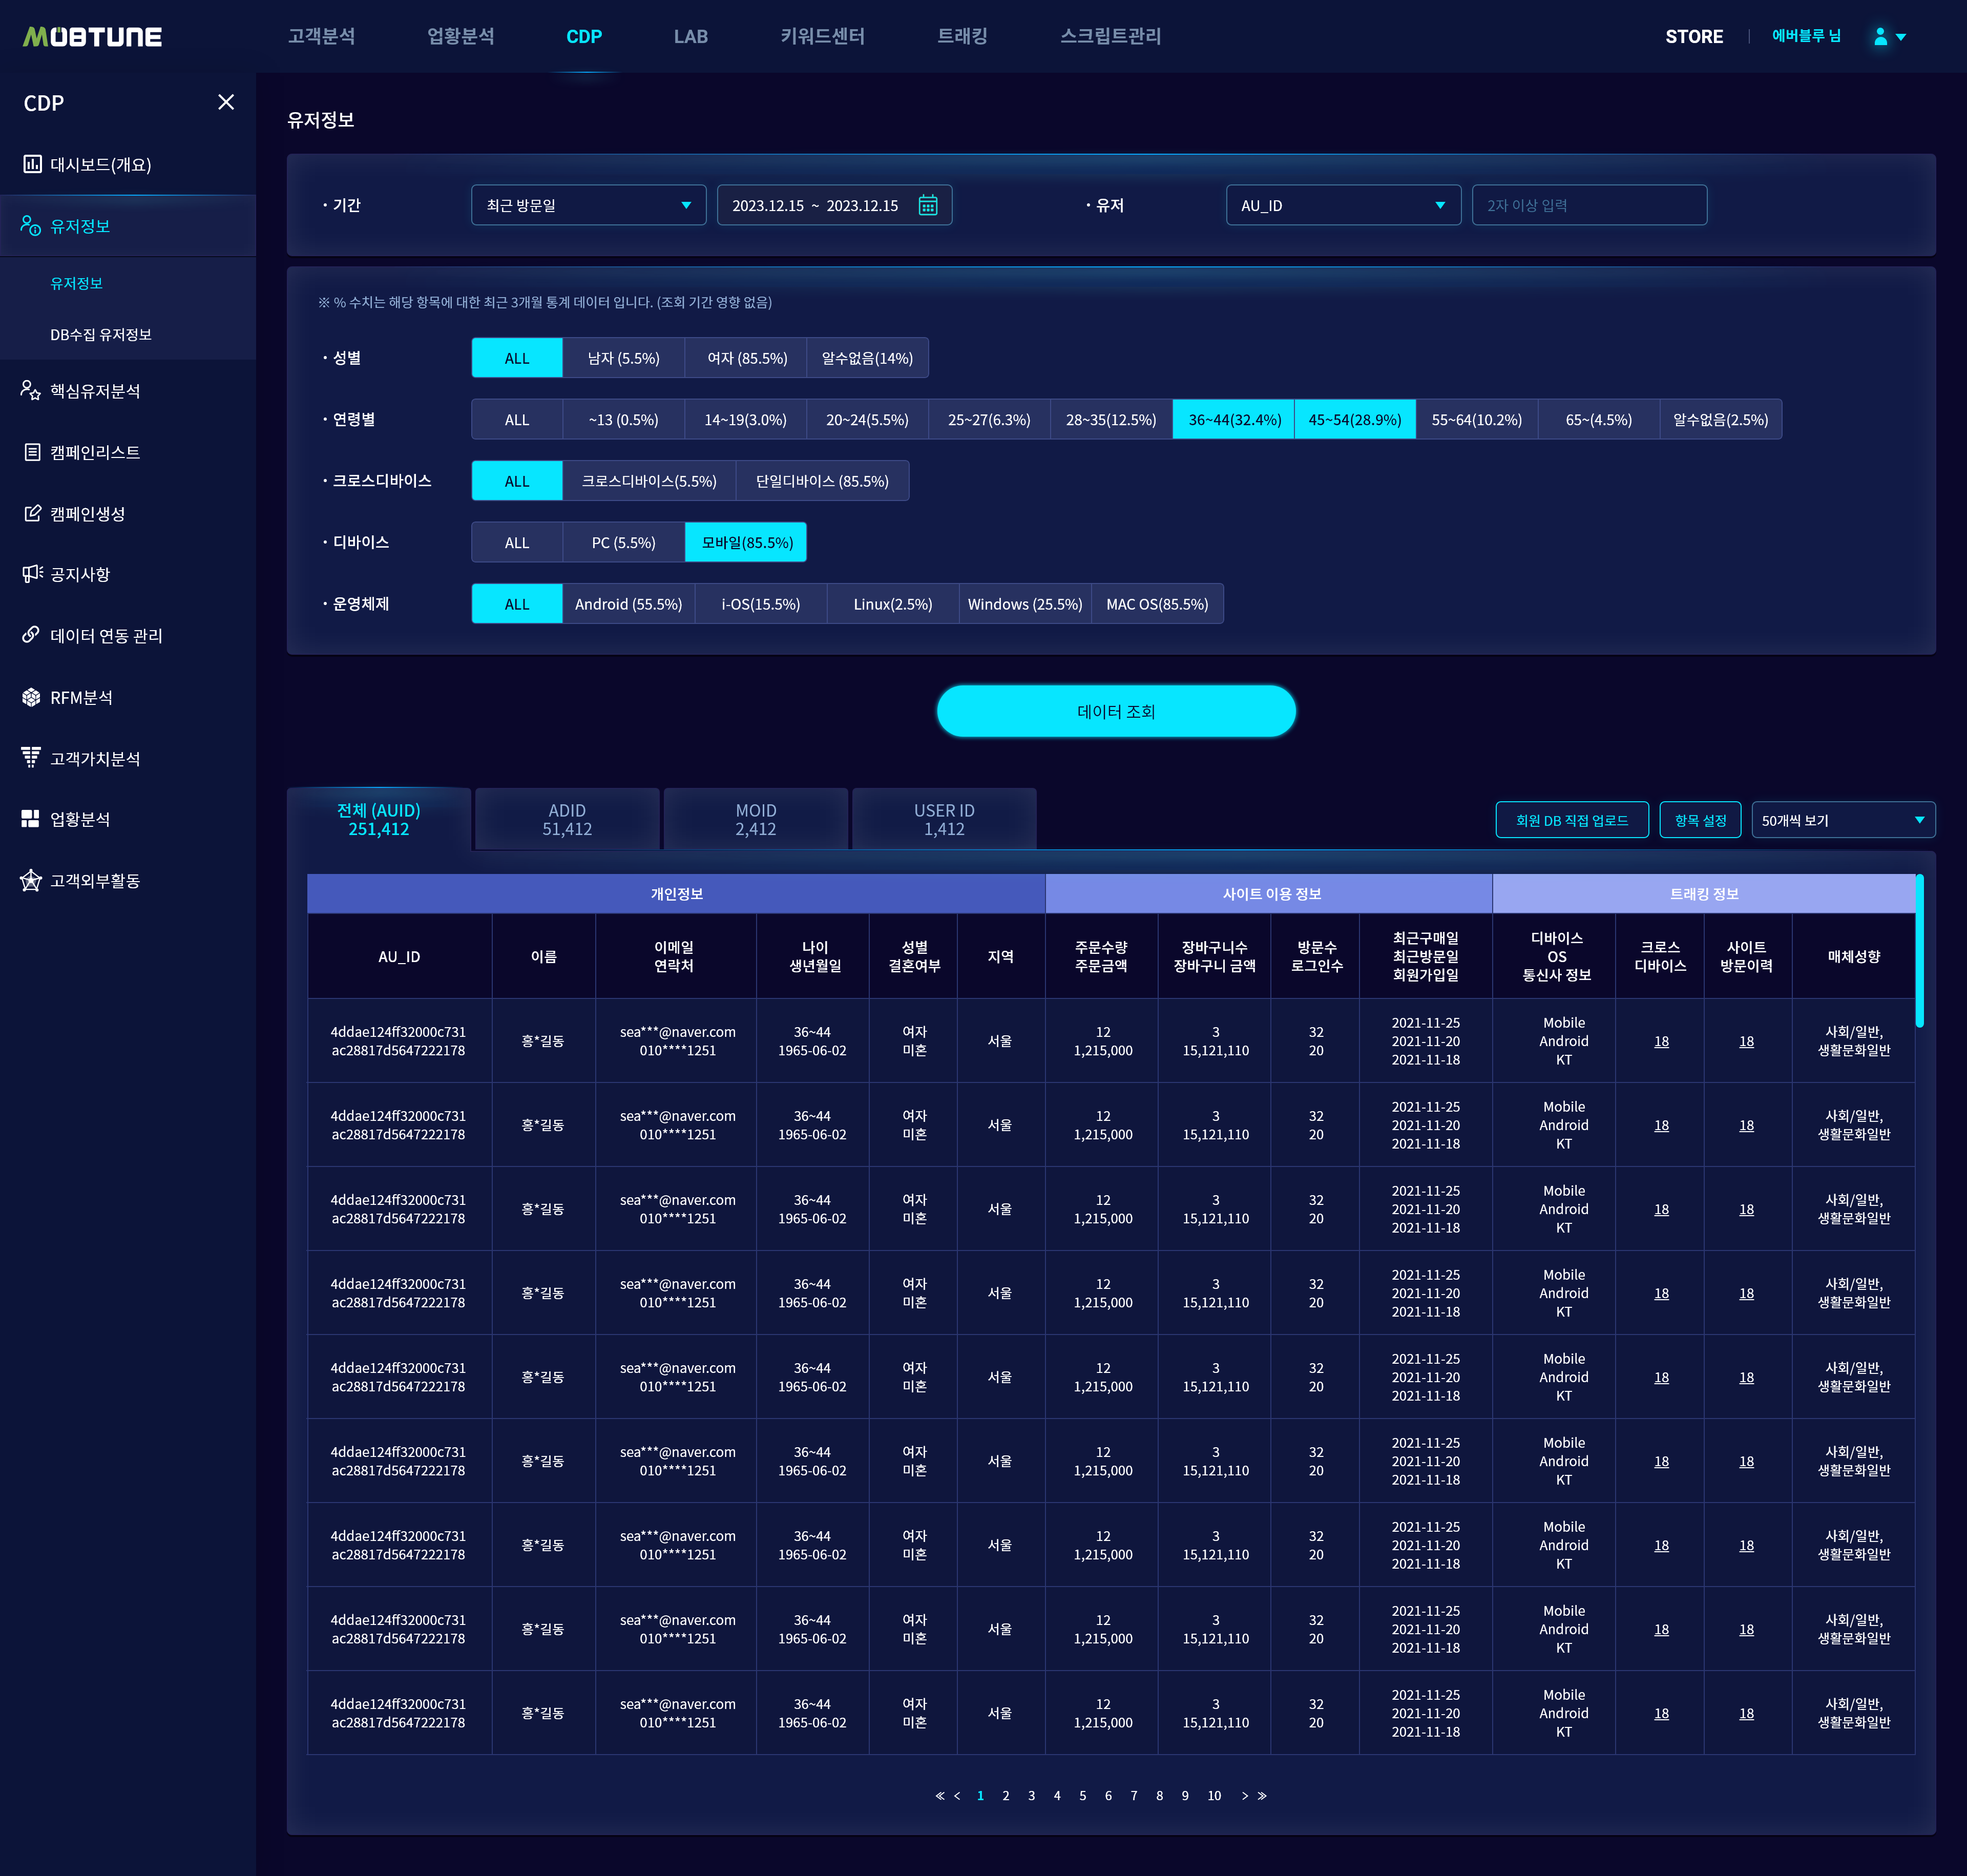 MOBTUNE
고객분석 업황분석 CDP LAB 키워드센터 트래킹 스크립트관리 STORE 에버블루 님
CDP
대시보드(개요)
유저정보
유저정보
DB수집 유저정보
핵심유저분석
캠페인리스트
캠페인생성
공지사항
데이터 연동 관리
RFM분석
고객가치분석
업황분석
고객외부활동
유저정보
· 기간 최근 방문일 2023.12.15 ~ 2023.12.15 · 유저 AU_ID 2자 이상 입력
※ % 수치는 해당 항목에 대한 최근 3개월 통계 데이터 입니다. (조회 기간 영향 없음)
· 성별 ALL 남자 (5.5%) 여자 (85.5%) 알수없음(14%)
· 연령별 ALL ~13 (0.5%) 14~19(3.0%) 20~24(5.5%) 25~27(6.3%) 28~35(12.5%) 36~44(32.4%) 45~54(28.9%) 55~64(10.2%) 65~(4.5%) 알수없음(2.5%)
· 크로스디바이스 ALL 크로스디바이스(5.5%) 단일디바이스 (85.5%)
· 디바이스 ALL PC (5.5%) 모바일(85.5%)
· 운영체제 ALL Android (55.5%) i-OS(15.5%) Linux(2.5%) Windows (25.5%) MAC OS(85.5%)
데이터 조회
전체 (AUID) ADID MOID USER ID
251,412 51,412 2,412 1,412
회원 DB 직접 업로드 항목 설정 50개씩 보기
개인정보 사이트 이용 정보 트래킹 정보
AU_ID
이름
이메일
연락처
나이
생년월일
성별
결혼여부
지역
주문수량
주문금액
장바구니수
장바구니 금액
방문수
로그인수
최근구매일
최근방문일
회원가입일
디바이스
OS
통신사 정보
크로스
디바이스
사이트
방문이력
매체성향
4ddae124ff32000c731
ac28817d5647222178
홍*길동
sea***@naver.com
010****1251
36~44
1965-06-02
여자
미혼
서울
12
1,215,000
3
15,121,110
32
20
2021-11-25
2021-11-20
2021-11-18
Mobile
Android
KT
18
18
사회/일반,
생활문화일반
4ddae124ff32000c731
ac28817d5647222178
홍*길동
sea***@naver.com
010****1251
36~44
1965-06-02
여자
미혼
서울
12
1,215,000
3
15,121,110
32
20
2021-11-25
2021-11-20
2021-11-18
Mobile
Android
KT
18
18
사회/일반,
생활문화일반
4ddae124ff32000c731
ac28817d5647222178
홍*길동
sea***@naver.com
010****1251
36~44
1965-06-02
여자
미혼
서울
12
1,215,000
3
15,121,110
32
20
2021-11-25
2021-11-20
2021-11-18
Mobile
Android
KT
18
18
사회/일반,
생활문화일반
4ddae124ff32000c731
ac28817d5647222178
홍*길동
sea***@naver.com
010****1251
36~44
1965-06-02
여자
미혼
서울
12
1,215,000
3
15,121,110
32
20
2021-11-25
2021-11-20
2021-11-18
Mobile
Android
KT
18
18
사회/일반,
생활문화일반
4ddae124ff32000c731
ac28817d5647222178
홍*길동
sea***@naver.com
010****1251
36~44
1965-06-02
여자
미혼
서울
12
1,215,000
3
15,121,110
32
20
2021-11-25
2021-11-20
2021-11-18
Mobile
Android
KT
18
18
사회/일반,
생활문화일반
4ddae124ff32000c731
ac28817d5647222178
홍*길동
sea***@naver.com
010****1251
36~44
1965-06-02
여자
미혼
서울
12
1,215,000
3
15,121,110
32
20
2021-11-25
2021-11-20
2021-11-18
Mobile
Android
KT
18
18
사회/일반,
생활문화일반
4ddae124ff32000c731
ac28817d5647222178
홍*길동
sea***@naver.com
010****1251
36~44
1965-06-02
여자
미혼
서울
12
1,215,000
3
15,121,110
32
20
2021-11-25
2021-11-20
2021-11-18
Mobile
Android
KT
18
18
사회/일반,
생활문화일반
4ddae124ff32000c731
ac28817d5647222178
홍*길동
sea***@naver.com
010****1251
36~44
1965-06-02
여자
미혼
서울
12
1,215,000
3
15,121,110
32
20
2021-11-25
2021-11-20
2021-11-18
Mobile
Android
KT
18
18
사회/일반,
생활문화일반
4ddae124ff32000c731
ac28817d5647222178
홍*길동
sea***@naver.com
010****1251
36~44
1965-06-02
여자
미혼
서울
12
1,215,000
3
15,121,110
32
20
2021-11-25
2021-11-20
2021-11-18
Mobile
Android
KT
18
18
사회/일반,
생활문화일반
≪ < 1 2 3 4 5 6 7 8 9 10 > ≫